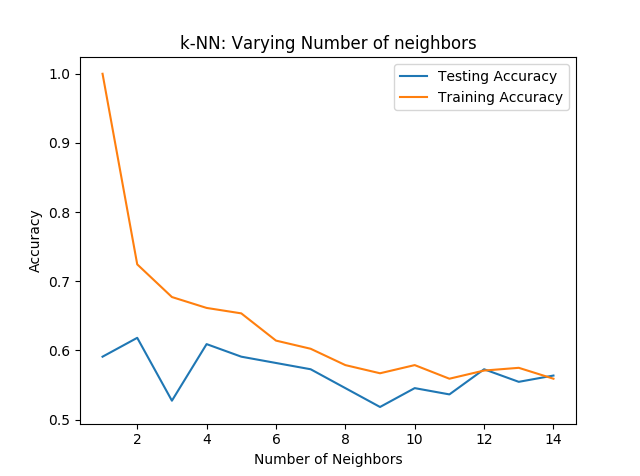 k-NN: Varying Number of neighbors
Testing Accuracy
Training Accuracy
1.0
0.9
0.8
0.7
0.6
0.5
Accuracy
2 4 6 8 10 12 14
Number of Neighbors